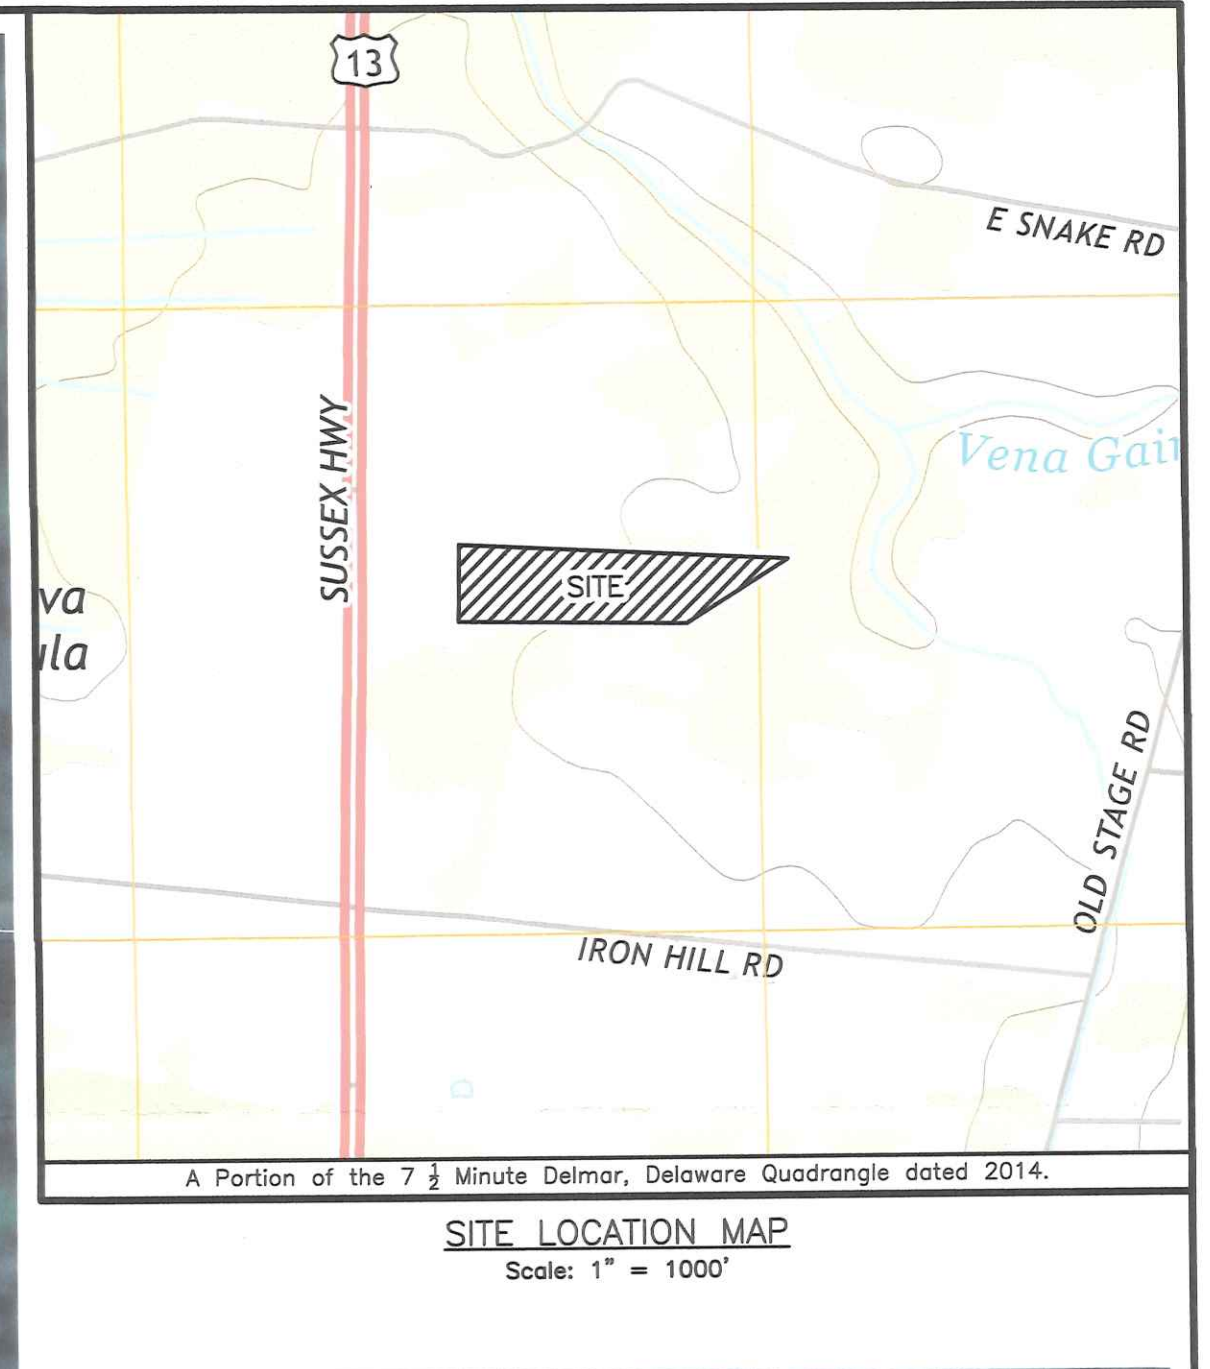 13
E SNAKE RD
SUSSEX HWY
Vena Gai
SITE
va
la
OLD STAGE RD
IRON HILL RD
A Portion of the 7 ½ Minute Delmar, Delaware Quadrangle dated 2014.
SITE LOCATION MAP
Scale: 1" = 1000'